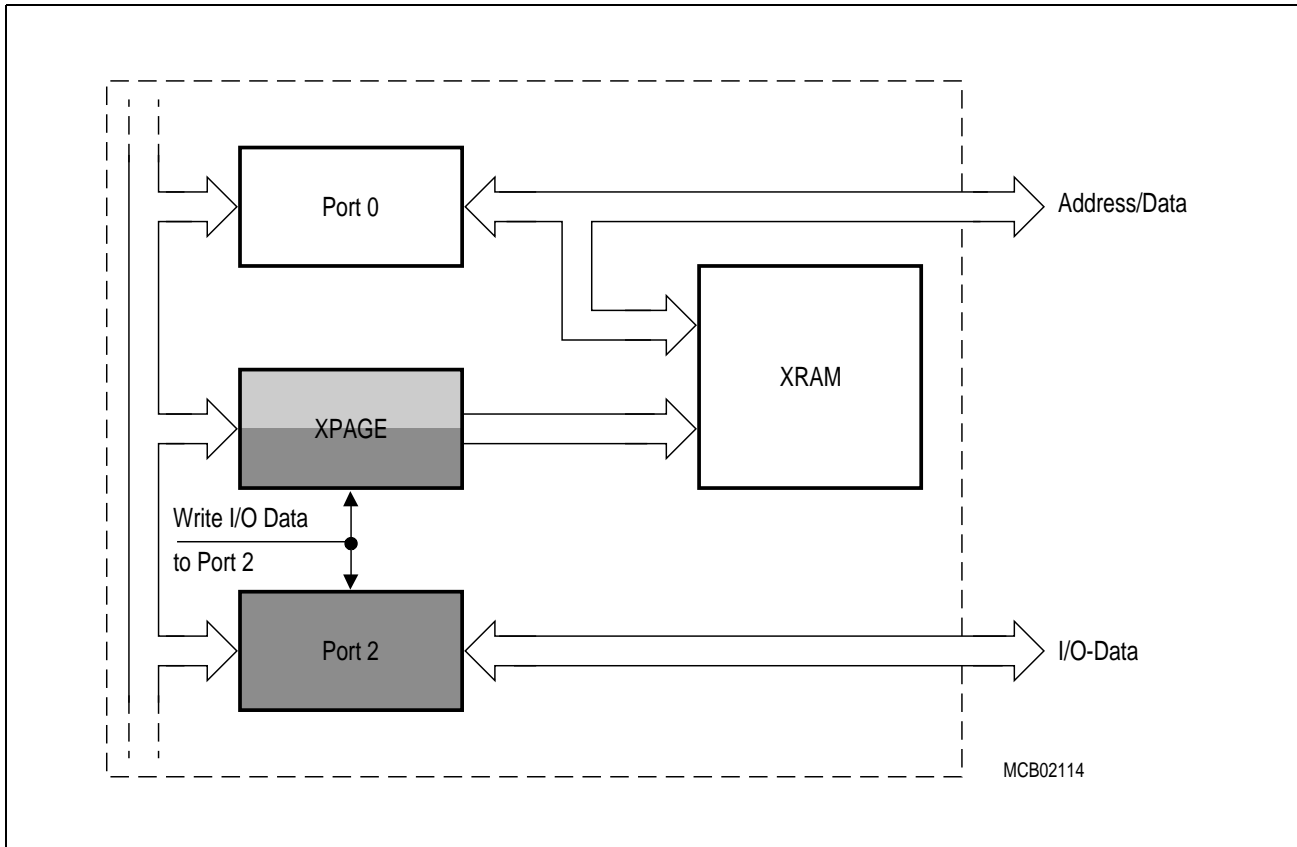 Port 0
Address/Data
XRAM
XPAGE
Write I/O Data
to Port 2
Port 2
I/O-Data
MCB02114